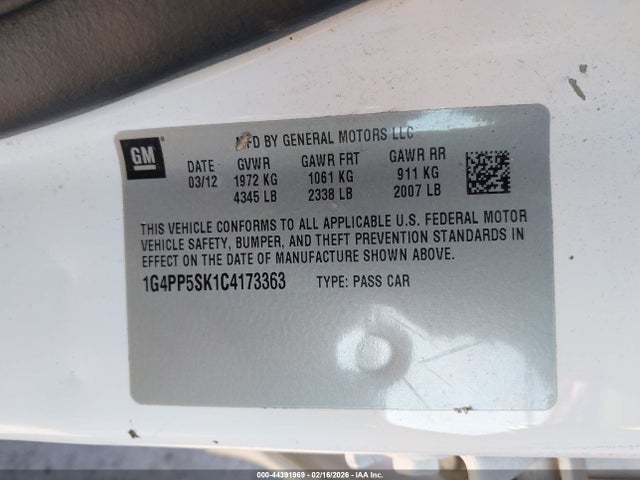 GM
MFD BY GENERAL MOTORS LLC
DATE GVWR GAWR FRT GAWR RR
03/12 1972 KG 1061 KG 911 KG
4345 LB 2338 LB 2007 LB
THIS VEHICLE CONFORMS TO ALL APPLICABLE U.S. FEDERAL MOTOR
VEHICLE SAFETY, BUMPER, AND THEFT PREVENTION STANDARDS IN
EFFECT ON THE DATE OF MANUFACTURE SHOWN ABOVE.
1G4PP5SK1C4173363 TYPE: PASS CAR
000-44391969 - 02/16/2026 - IAAI.COM